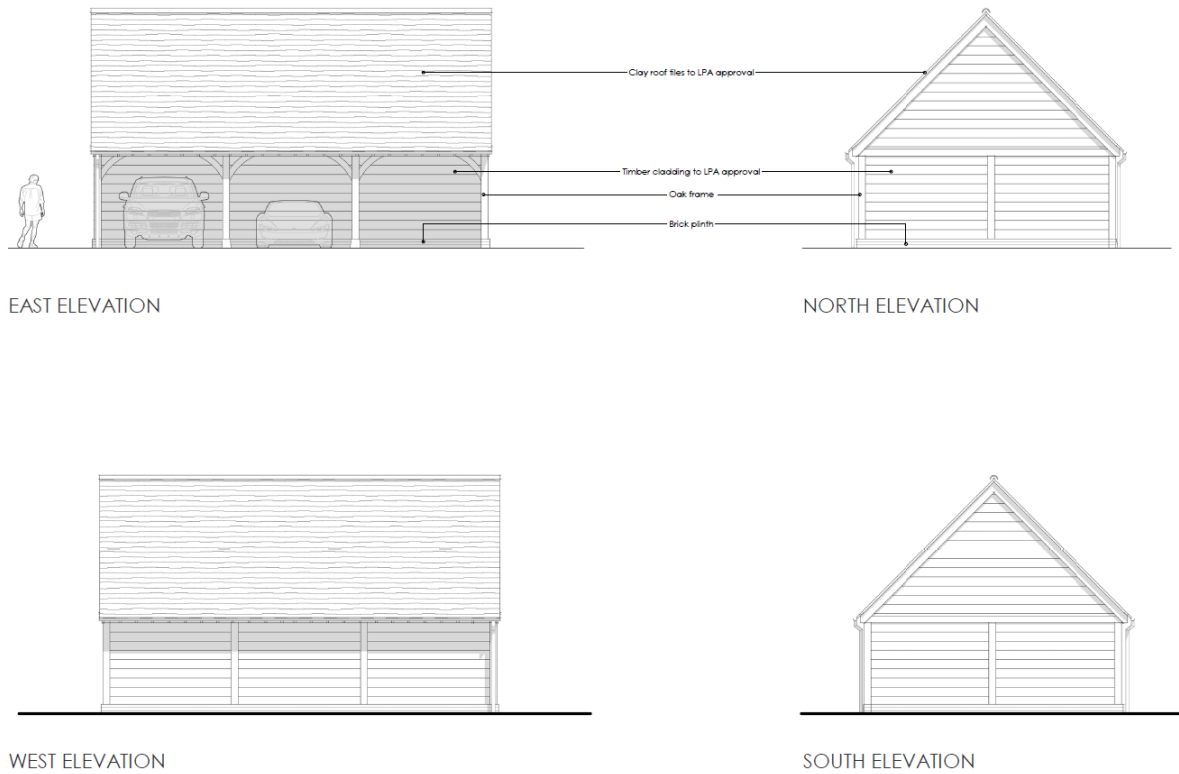 Clay roof tiles to LPA approval
Timber cladding to LPA approval
Oak frame
Brick plinth
EAST ELEVATION
NORTH ELEVATION
WEST ELEVATION
SOUTH ELEVATION